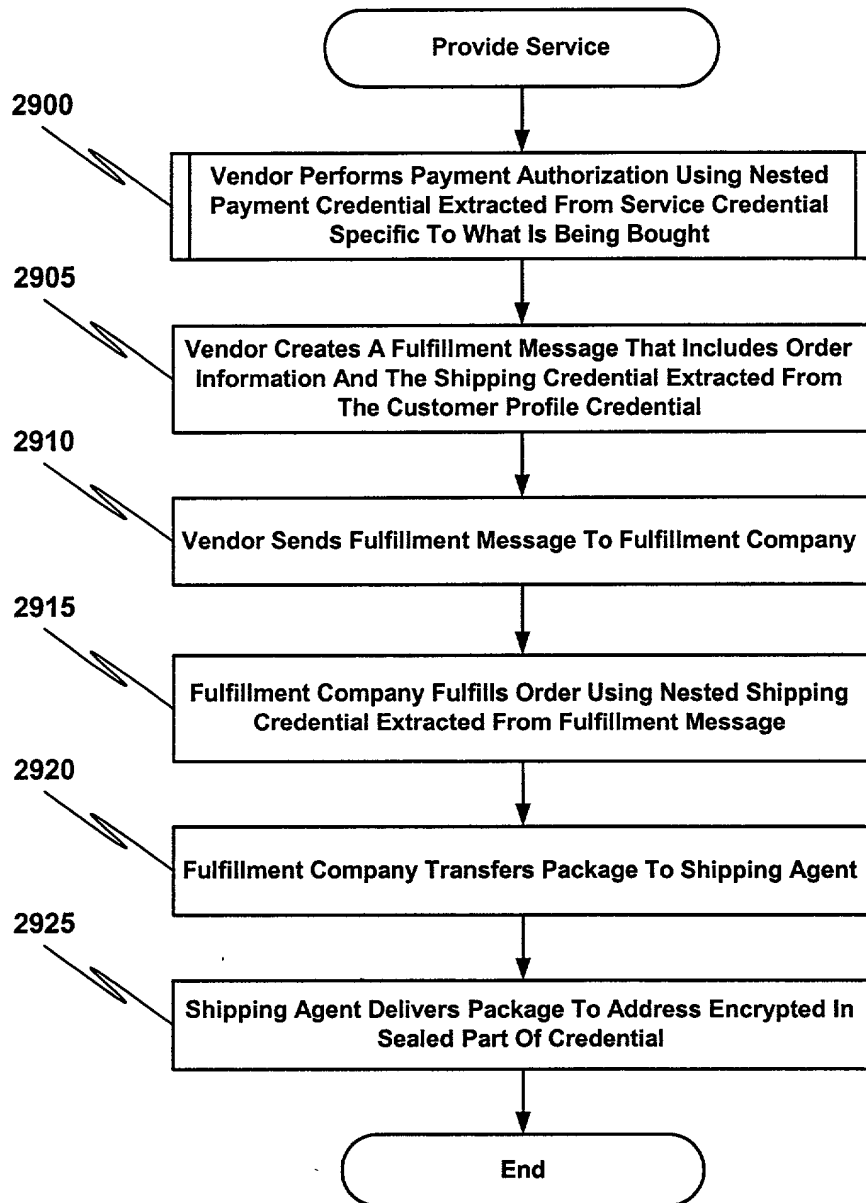 Provide Service
2900
Vendor Performs Payment Authorization Using Nested
Payment Credential Extracted From Service Credential
Specific To What Is Being Bought
2905
Vendor Creates A Fulfillment Message That Includes Order
Information And The Shipping Credential Extracted From
The Customer Profile Credential
2910
Vendor Sends Fulfillment Message To Fulfillment Company
2915
Fulfillment Company Fulfills Order Using Nested Shipping
Credential Extracted From Fulfillment Message
2920
Fulfillment Company Transfers Package To Shipping Agent
2925
Shipping Agent Delivers Package To Address Encrypted In
Sealed Part Of Credential
End